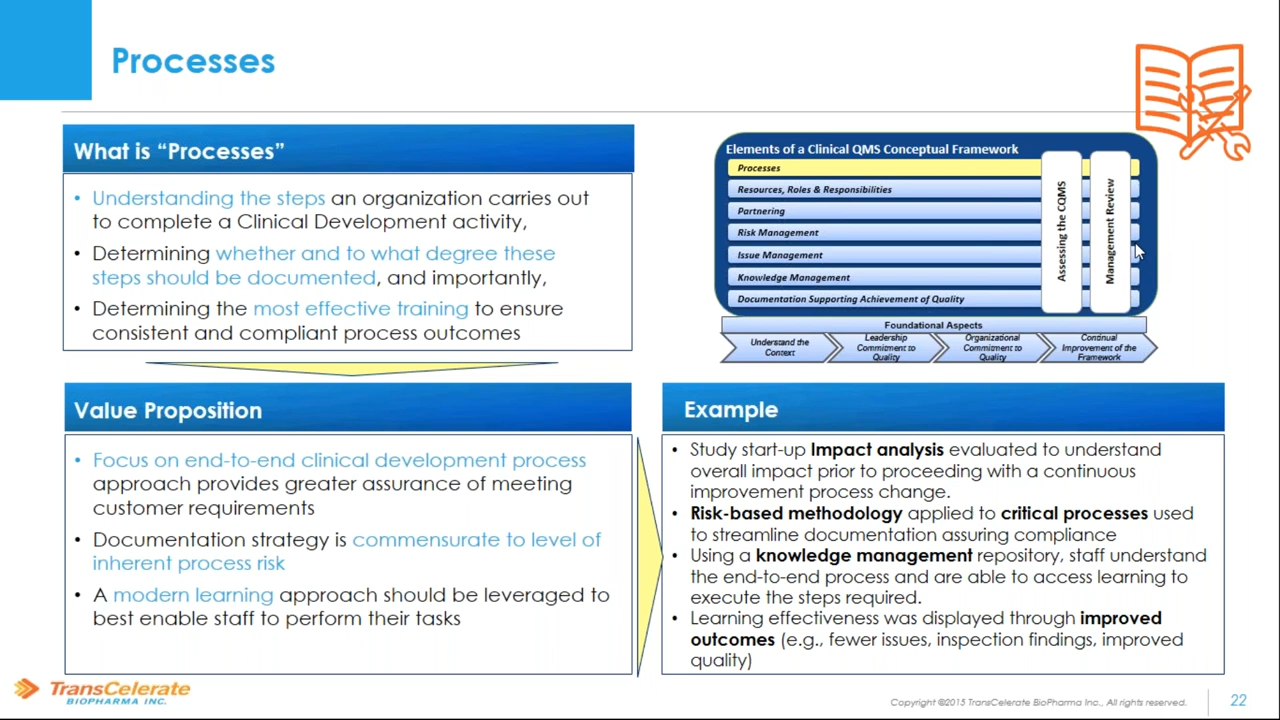 Processes
What is “Processes”
• Understanding the steps an organization carries out
to complete a Clinical Development activity,
• Determining whether and to what degree these
steps should be documented, and importantly,
• Determining the most effective training to ensure
consistent and compliant process outcomes
Elements of a Clinical QMS Conceptual Framework
Processes
Resources, Roles & Responsibilities
Partnering
Risk Management
Issue Management
Knowledge Management
Documentation Supporting Achievement of Quality
Assessing the CQMS
Management Review
Foundational Aspects
Understand the
Context
Leadership
Commitment to
Quality
Organizational
Commitment to
Quality
Continual
Improvement of the
Framework
Value Proposition
• Focus on end-to-end clinical development process
approach provides greater assurance of meeting
customer requirements
• Documentation strategy is commensurate to level of
inherent process risk
• A modern learning approach should be leveraged to
best enable staff to perform their tasks
Example
• Study start-up Impact analysis evaluated to understand
overall impact prior to proceeding with a continuous
improvement process change.
• Risk-based methodology applied to critical processes used
to streamline documentation assuring compliance
• Using a knowledge management repository, staff understand
the end-to-end process and are able to access learning to
execute the steps required.
• Learning effectiveness was displayed through improved
outcomes (e.g., fewer issues, inspection findings, improved
quality)
TransCelerate
BIOPHARMA INC.
Copyright ©2015 TransCelerate BioPharma Inc., All rights reserved.
22